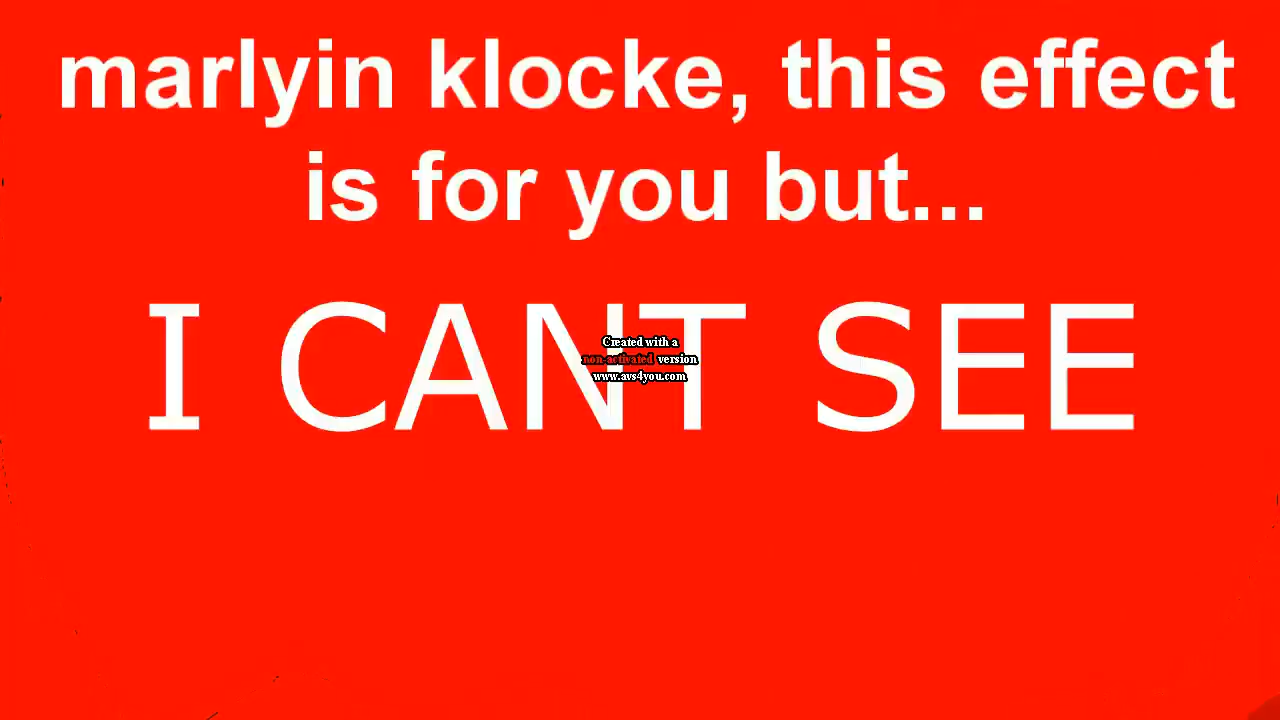 marlyin klocke, this effect
is for you but...
I CANT SEE
Created with a
non-activated version
www.avs4you.com